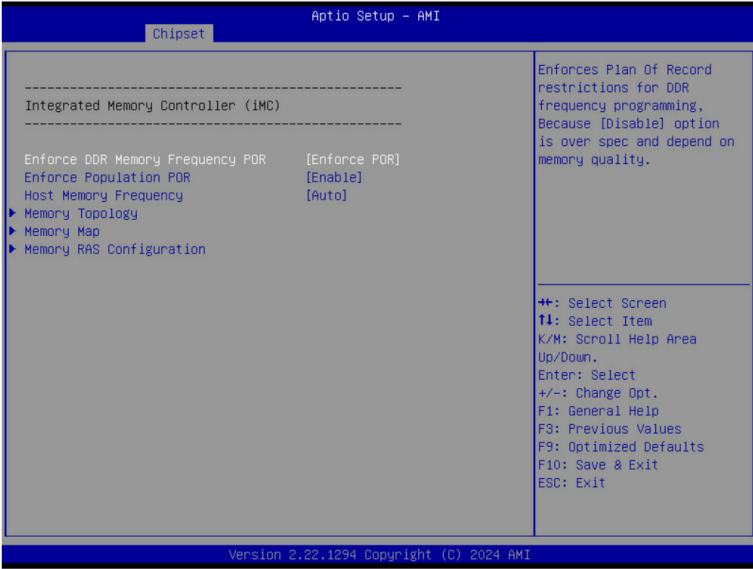 Aptio Setup – AMI
Chipset
--------------------------------------------------
Integrated Memory Controller (iMC)
--------------------------------------------------
Enforce DDR Memory Frequency POR [Enforce POR]
Enforce Population POR [Enable]
Host Memory Frequency [Auto]
Memory Topology
Memory Map
Memory RAS Configuration
Enforces Plan Of Record
restrictions for DDR
frequency programming,
Because [Disable] option
is over spec and depend on
memory quality.
→←: Select Screen
↑↓: Select Item
K/M: Scroll Help Area
Up/Down.
Enter: Select
+/-: Change Opt.
F1: General Help
F3: Previous Values
F9: Optimized Defaults
F10: Save & Exit
ESC: Exit
Version 2.22.1294 Copyright (C) 2024 AMI